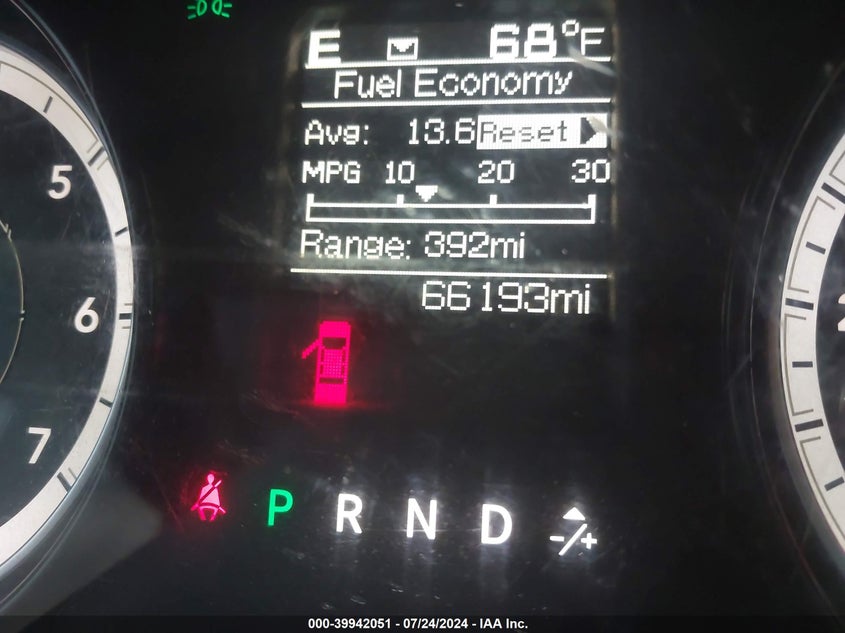 E 68°F
Fuel Economy
Avg: 13.6 Reset
MPG 10 20 30
Range: 392mi
66193mi
5
6
7
P R N D -/+
000-39942051 - 07/24/2024 - IAA Inc.